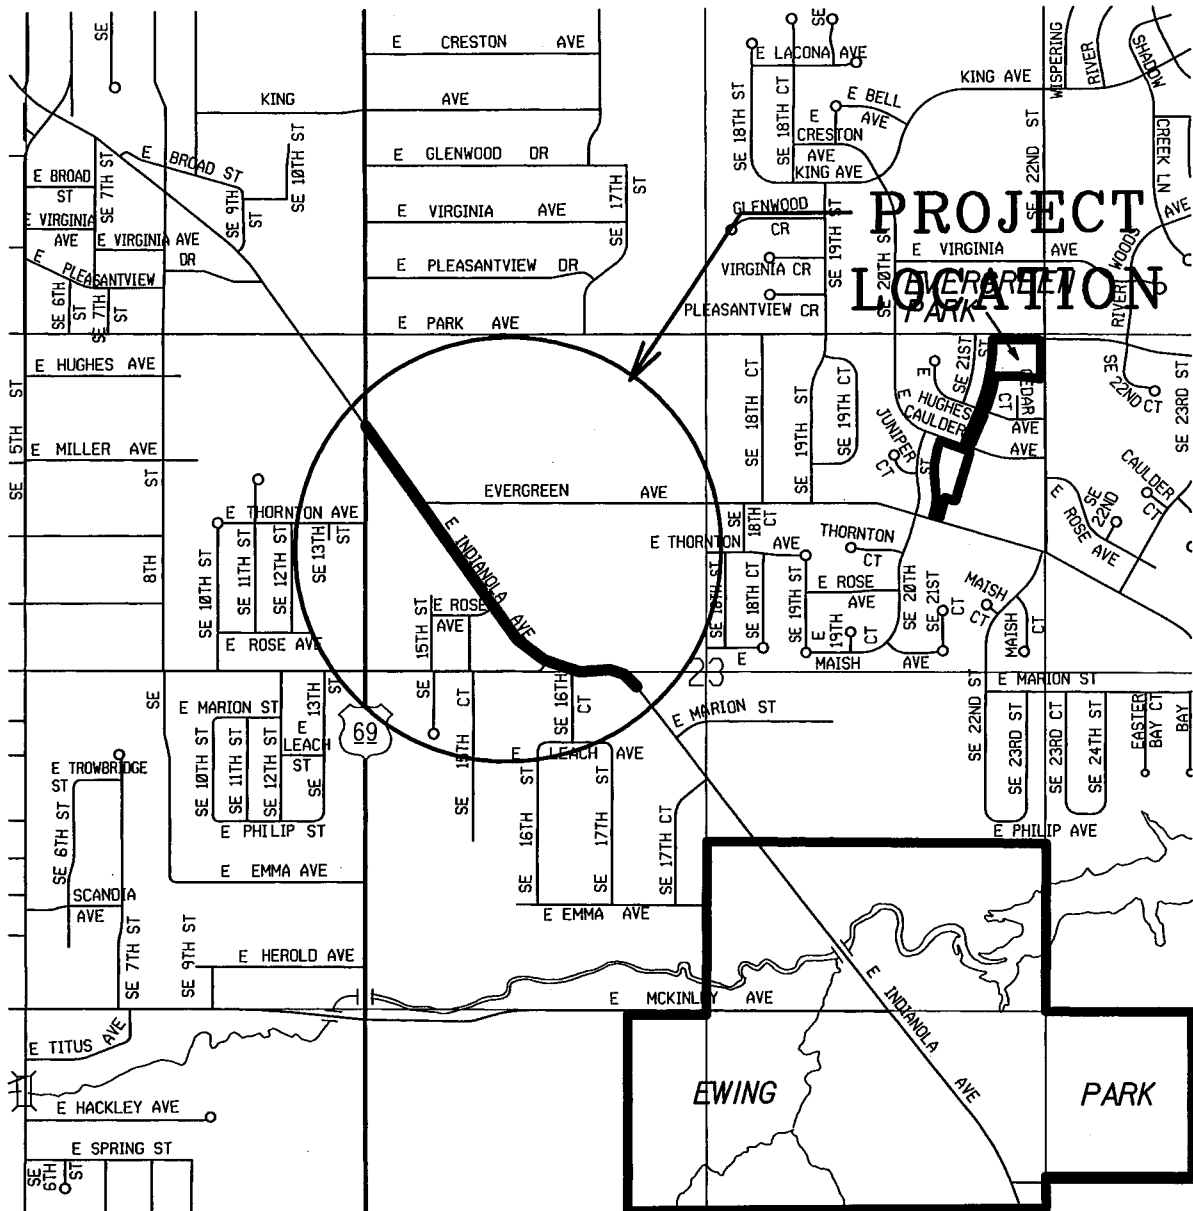 SE
E CRESTON AVE
SE
E LACONA AVE
WISPERING
RIVER
SHADOW
KING AVE
KING AVE
SE 18TH ST
SE 18TH CT
E BELL
AVE
E
CRESTON
AVE
KING AVE
SE 22ND ST
CREEK LN
E BROAD ST
SE 7TH ST
SE 10TH ST
E GLENWOOD DR
E BROAD
ST
SE 9TH
ST
SE 17TH
ST
E VIRGINIA
AVE
E VIRGINIA AVE
DR
E VIRGINIA AVE
GLENWOOD
CR
SE 19TH ST
SE 20TH ST
PROJECT
LOCATION
E VIRGINIA AVE
RIVER WOODS
AVE
E PLEASANTVIEW
E PLEASANTVIEW DR
VIRGINIA CR
PLEASANTVIEW CR
EVERGREEN
PARK
SE 6TH
ST
SE 7TH
ST
E PARK AVE
E HUGHES AVE
SE 5TH ST
E MILLER AVE
ST
8TH
SE
SE 18TH CT
SE 19TH ST
SE 19TH CT
E
SE 21ST
ST
CEDAR
CT
E
HUGHES
AVE
CAULDER
AVE
SE
22ND CT
SE 23RD ST
JUNIPER
CT
ST
CAULDER
CT
E ROSE AVE
SE
22ND
EVERGREEN AVE
E THORNTON AVE
SE 10TH ST
SE 11TH ST
SE 12TH ST
SE 13TH
ST
E ROSE AVE
E INDIANOLA AVE
SE
18TH
CT
E THORNTON AVE
THORNTON
CT
SE 18TH ST
SE 18TH CT
SE 19TH ST
E ROSE
AVE
SE 20TH
CT
SE 21ST
CT
MAISH
CT
MAISH
CT
E
19TH
E
MAISH
AVE
SE 15TH ST
E ROSE
AVE
23
SE
SE 15TH CT
SE 16TH
CT
E MARION ST
SE 22ND ST
E MARION ST
SE 23RD ST
SE 23RD CT
SE 24TH ST
EASTER
BAY CT
BAY
E MARION ST
SE 13TH
ST
E
LEACH
ST
SE 10TH ST
SE 11TH ST
SE 12TH ST
E PHILIP ST
69
E LEACH AVE
SE 16TH ST
SE 17TH ST
SE 17TH CT
E PHILIP AVE
E TROWBRIDGE
ST
SE 6TH ST
SCANDIA
AVE
E EMMA AVE
E EMMA AVE
SE 7TH ST
SE 9TH ST
E HEROLD AVE
E MCKINLEY AVE
E INDIANOLA AVE
E TITUS AVE
E HACKLEY AVE
E SPRING ST
SE
6TH
ST
EWING
PARK